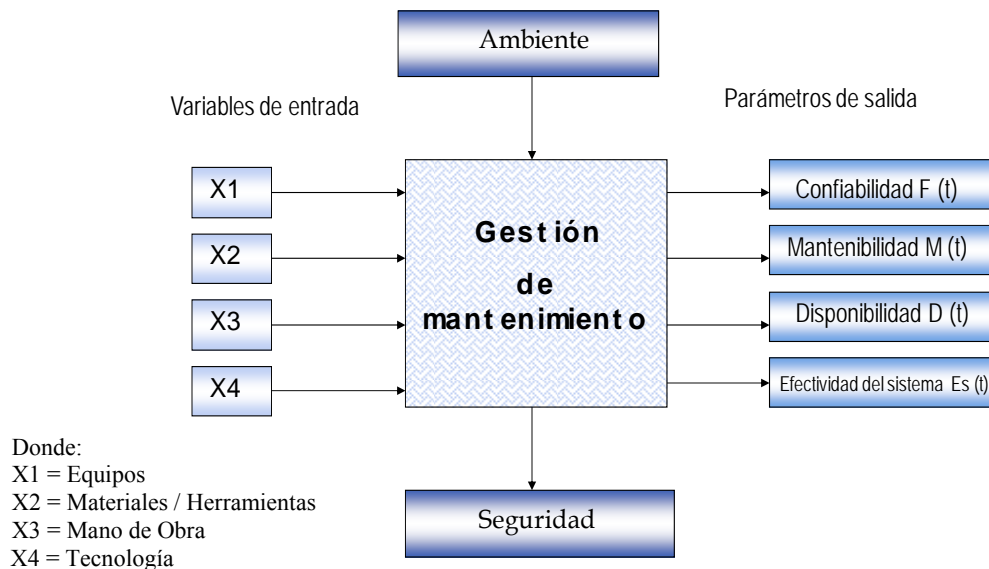 Ambiente
Variables de entrada
Parámetros de salida
X1
X2
X3
X4
Gestión
de
mantenimiento
Confiabilidad F (t)
Mantenibilidad M (t)
Disponibilidad D (t)
Efectividad del sistema Es (t)
Seguridad
Donde:
X1 = Equipos
X2 = Materiales / Herramientas
X3 = Mano de Obra
X4 = Tecnología